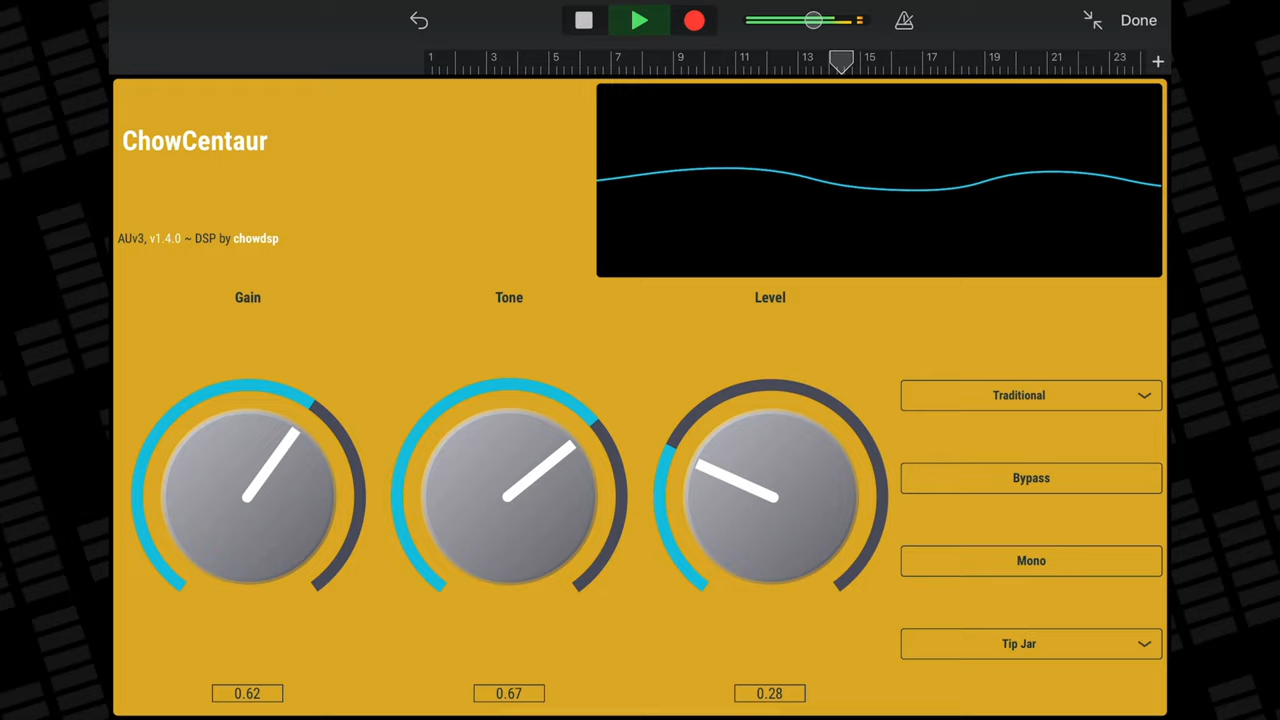 Done
1 3 5 7 9 11 13 15 17 19 21 23 +
ChowCentaur
AUv3, v1.4.0 ~ DSP by chowdsp
Gain Tone Level
Traditional
Bypass
Mono
Tip Jar
0.62 0.67 0.28